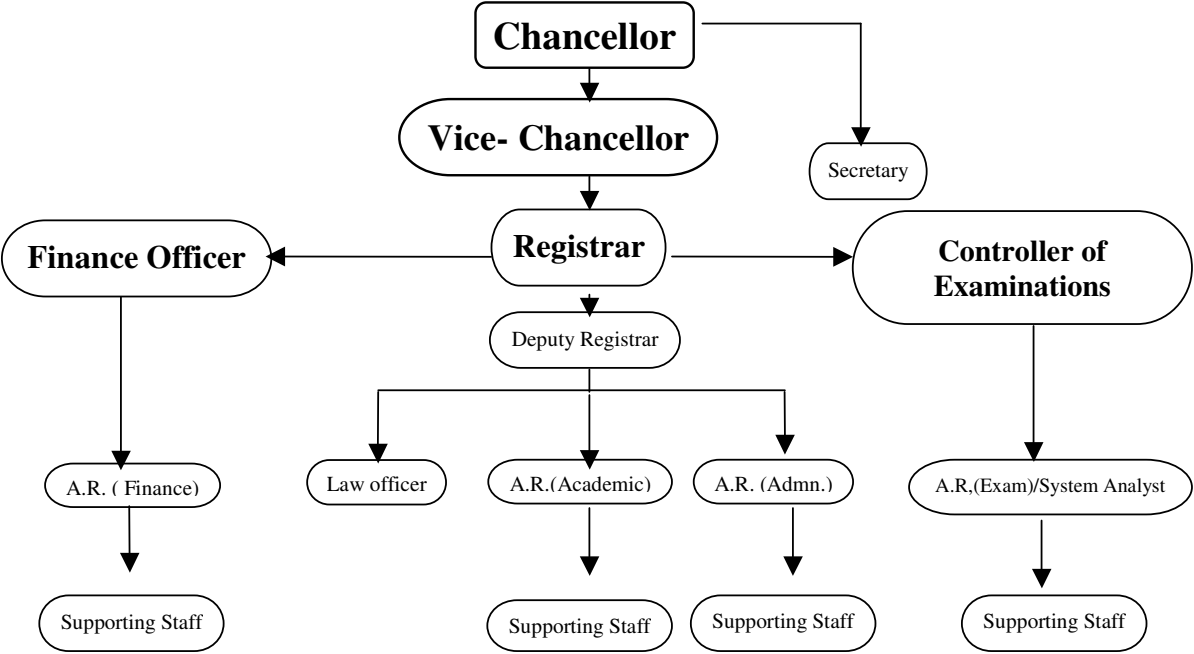 Chancellor
Vice- Chancellor
Secretary
Finance Officer
Registrar
Controller of
Examinations
Deputy Registrar
A.R. ( Finance)
Law officer
A.R.(Academic)
A.R. (Admn.)
A.R,(Exam)/System Analyst
Supporting Staff
Supporting Staff
Supporting Staff
Supporting Staff